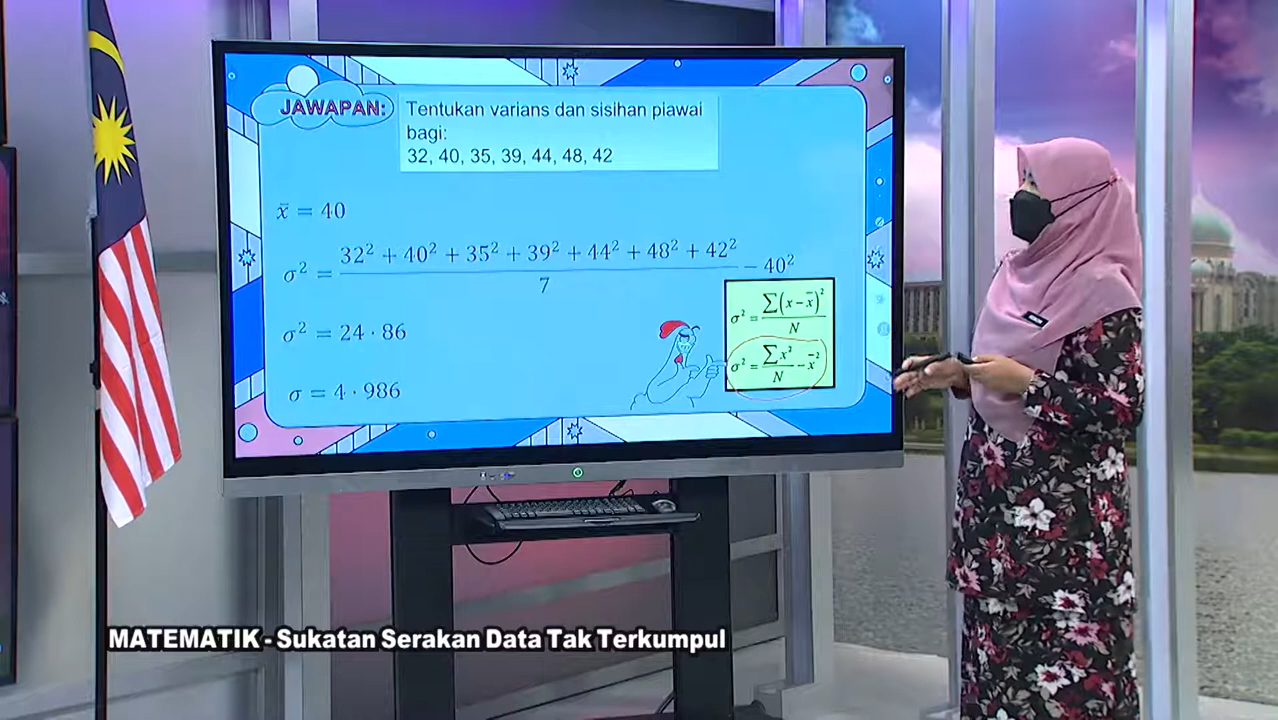 JAWAPAN:
Tentukan varians dan sisihan piawai
bagi:
32, 40, 35, 39, 44, 48, 42
x̄ = 40
σ² = (32² + 40² + 35² + 39² + 44² + 48² + 42²) / 7 − 40²
σ² = 24·86
σ = 4·986
σ² = ∑(x − x̄)² / N
σ² = ∑x² / N − x̄²
MATEMATIK - Sukatan Serakan Data Tak Terkumpul